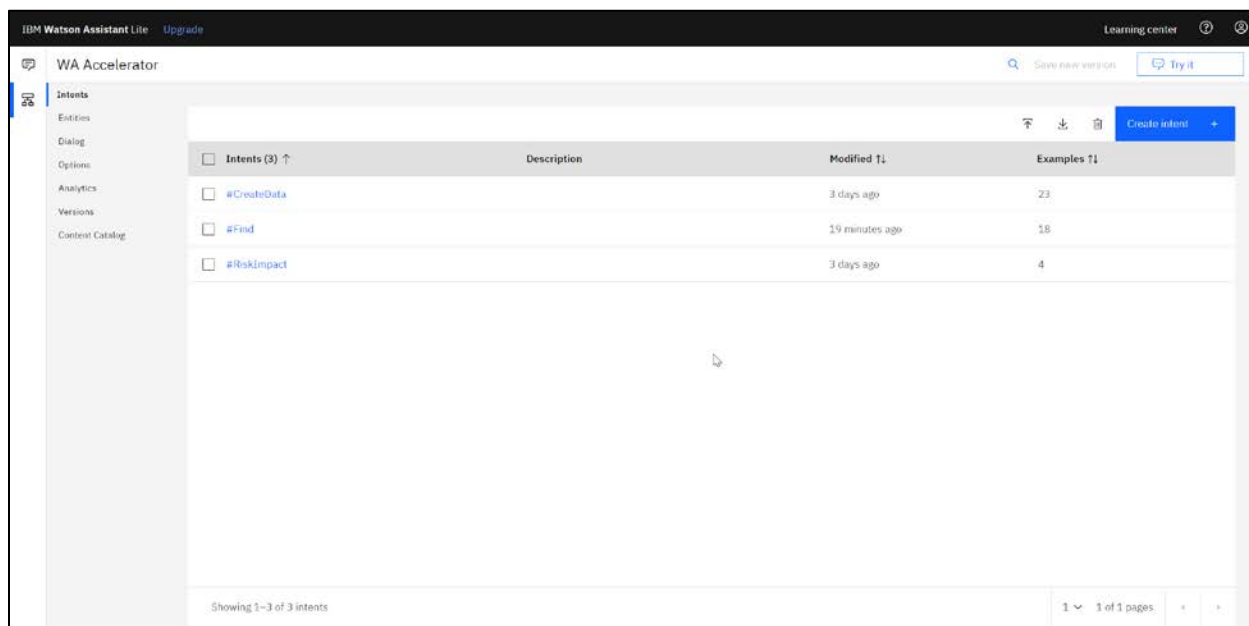 IBM Watson Assistant Lite Upgrade Learning center
WA Accelerator Save new version Try it
Intents
Entities
Dialog
Options
Analytics
Versions
Content Catalog
Create intent +
Intents (3) ↑ Description Modified ↑↓ Examples ↑↓
#CreateData 3 days ago 23
#Find 19 minutes ago 18
#RiskImpact 3 days ago 4
Showing 1–3 of 3 intents 1 1 of 1 pages